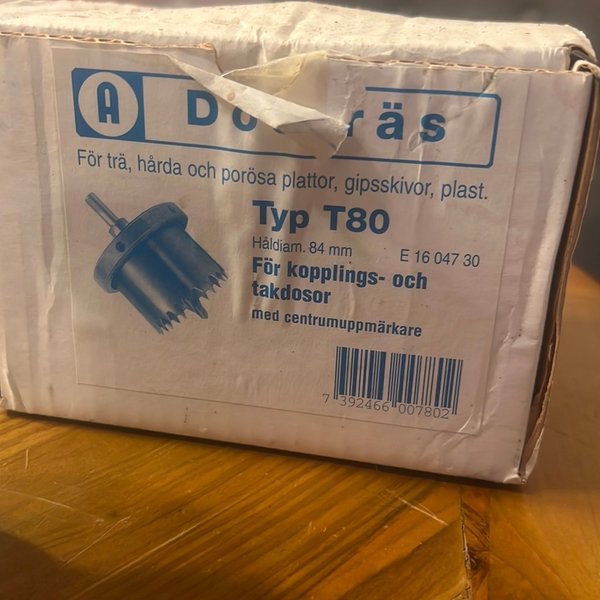 A
För trä, hårda och porösa plattor, gipsskivor, plast.
Typ T80
Håldiam. 84 mm E 16 047 30
För kopplings- och
takdosor
med centrumuppmärkare
7 392466 007802